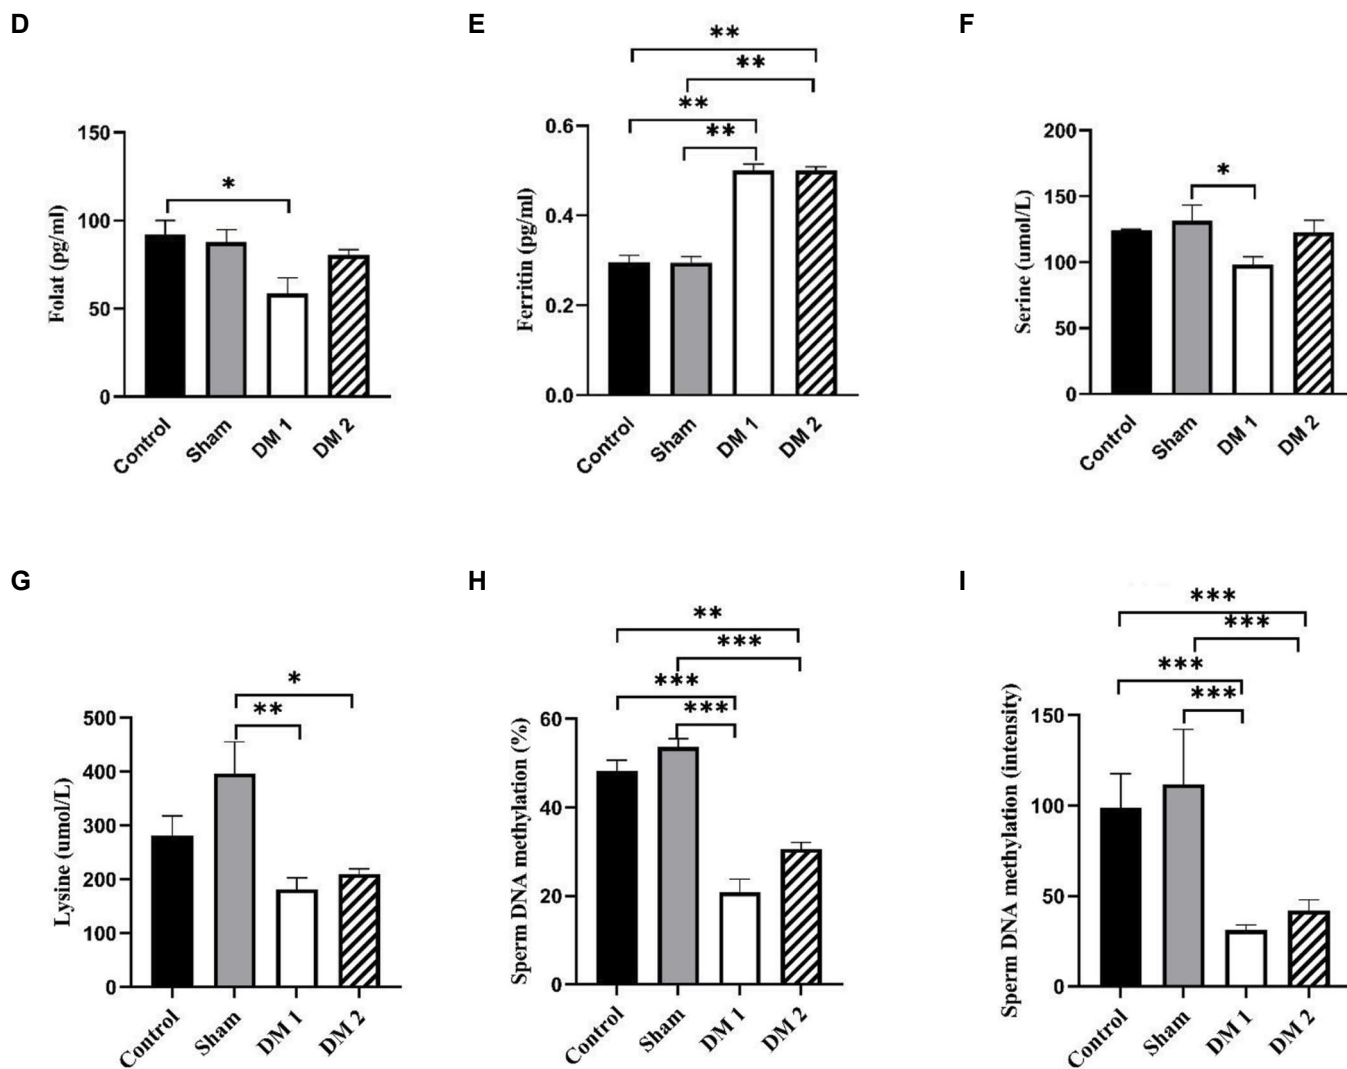 D
**
**
**
**
Folat (pg/ml)
150
100
50
0
*
Control
Sham
DM 1
DM 2
E
Ferritin (pg/ml)
0.6
0.4
0.2
0.0
Control
Sham
DM 1
DM 2
F
Serine (umol/L)
200
150
100
50
0
*
Control
Sham
DM 1
DM 2
G
Lysine (umol/L)
500
400
300
200
100
0
*
**
Control
Sham
DM 1
DM 2
H
Sperm DNA methylation (%)
60
40
20
0
**
***
***
***
Control
Sham
DM 1
DM 2
I
Sperm DNA methylation (intensity)
150
100
50
0
***
***
***
***
Control
Sham
DM 1
DM 2